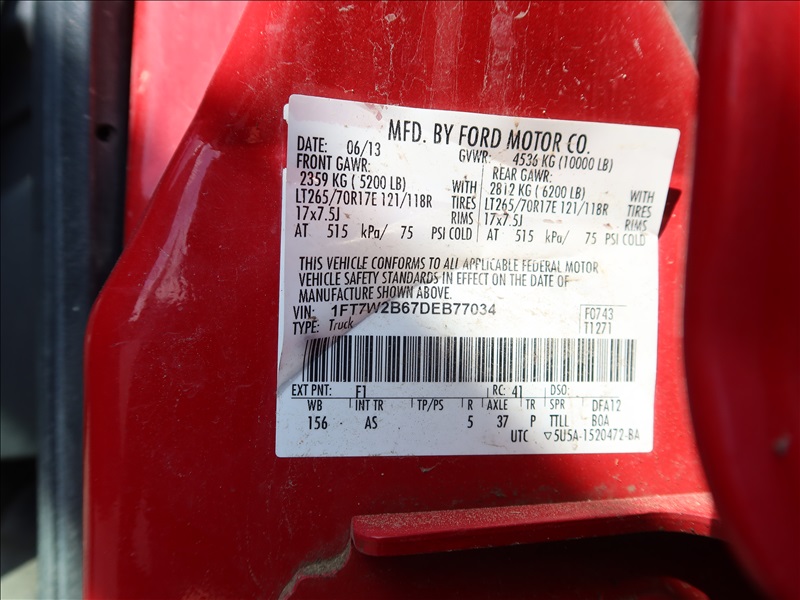 MFD. BY FORD MOTOR CO.
DATE: 06/13 GVWR: 4536 KG (10000 LB)
FRONT GAWR: REAR GAWR:
2359 KG ( 5200 LB) WITH 2812 KG ( 6200 LB) WITH
LT265/70R17E 121/118R TIRES LT265/70R17E 121/118R TIRES
17x7.5J RIMS 17x7.5J RIMS
AT 515 kPa/ 75 PSI COLD AT 515 kPa/ 75 PSI COLD
THIS VEHICLE CONFORMS TO ALL APPLICABLE FEDERAL MOTOR
VEHICLE SAFETY STANDARDS IN EFFECT ON THE DATE OF
MANUFACTURE SHOWN ABOVE.
VIN: 1FT7W2B67DEB77034 F0743
TYPE: Truck T1271
EXT PNT: F1 RC: 41 DSO:
WB INT TR TP/PS R AXLE TR SPR DFA12
156 AS 5 37 P TTLL BOA
UTC ▽5U5A-1520472-BA